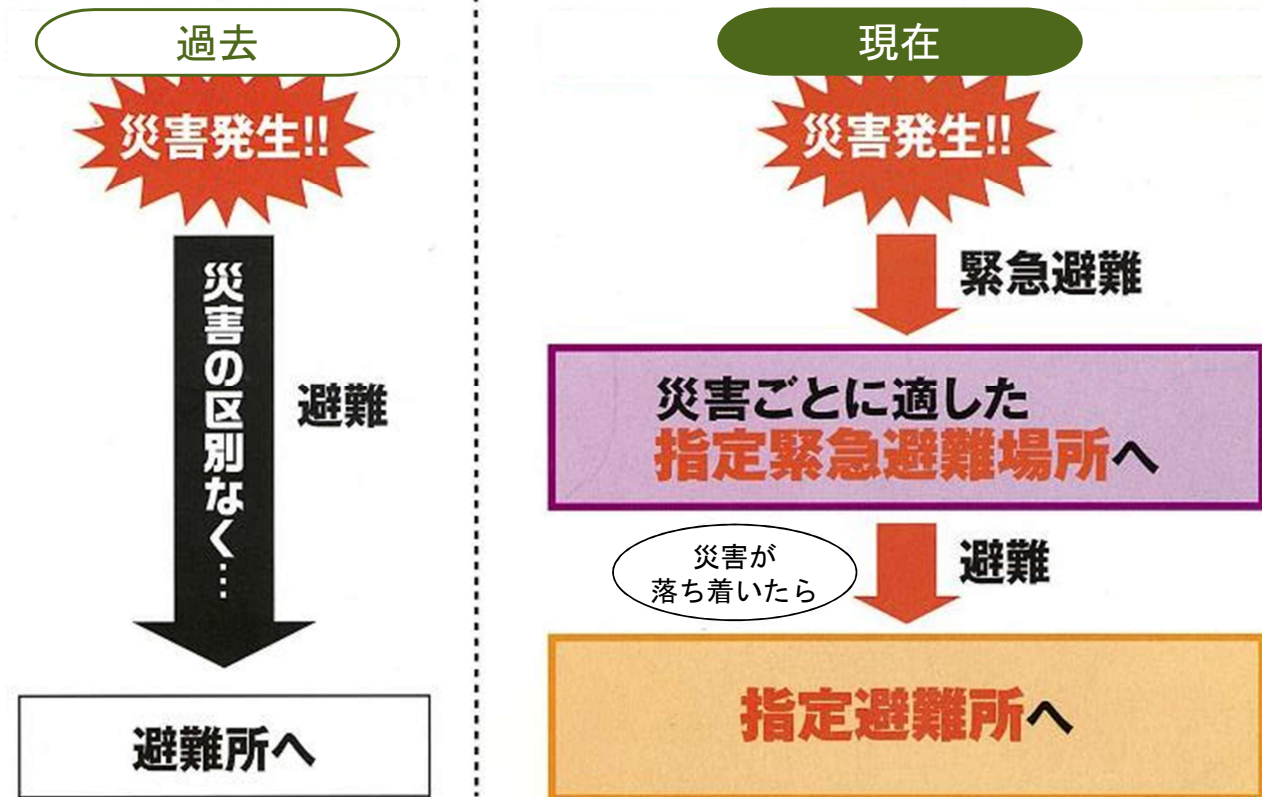 過去
災害発生!!
災害の区別なく…
避難
避難所へ
現在
災害発生!!
緊急避難
災害ごとに適した
指定緊急避難場所へ
災害が
落ち着いたら
避難
指定避難所へ